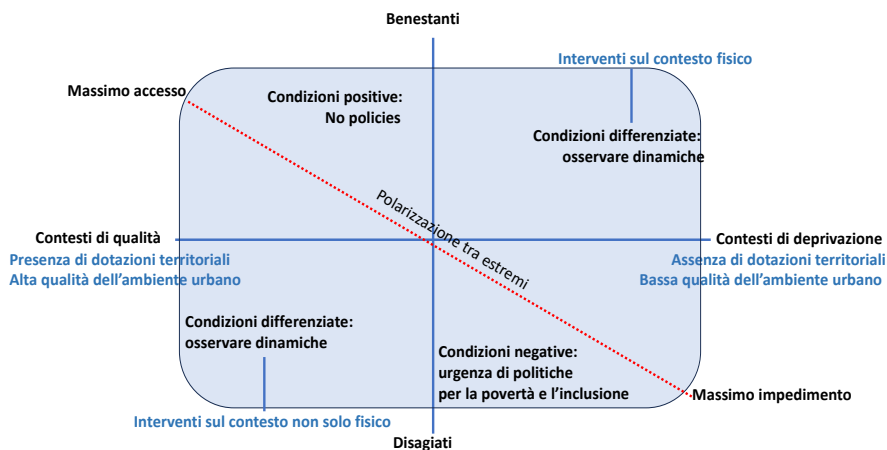 Benestanti
Interventi sul contesto fisico
Massimo accesso
Condizioni positive:
No policies
Condizioni differenziate:
osservare dinamiche
Polarizzazione tra estremi
Contesti di qualità
Presenza di dotazioni territoriali
Alta qualità dell'ambiente urbano
Contesti di deprivazione
Assenza di dotazioni territoriali
Bassa qualità dell'ambiente urbano
Condizioni differenziate:
osservare dinamiche
Condizioni negative:
urgenza di politiche
per la povertà e l'inclusione
Massimo impedimento
Interventi sul contesto non solo fisico
Disagiati